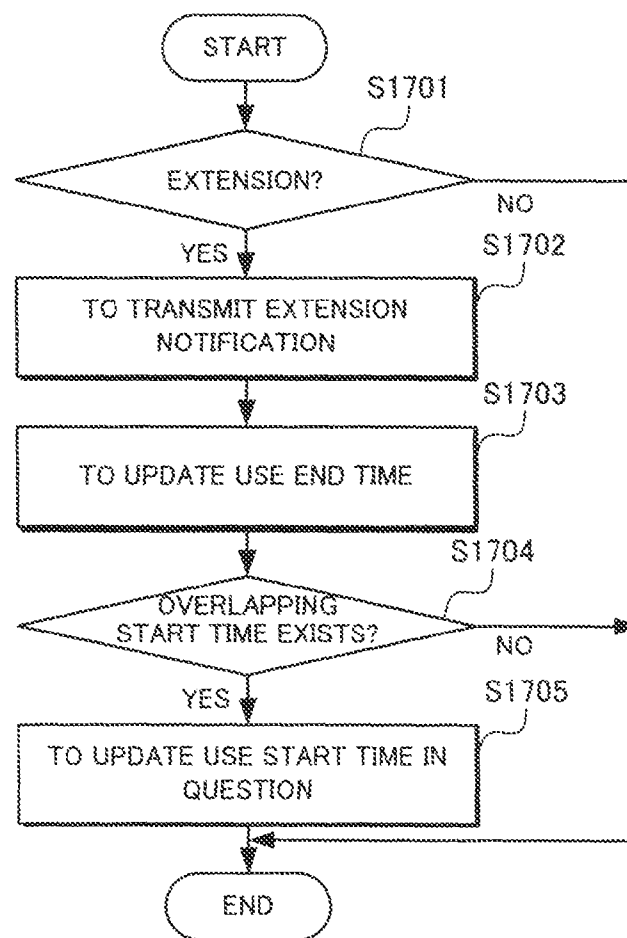 START
S1701
EXTENSION?
NO
YES
S1702
TO TRANSMIT EXTENSION
NOTIFICATION
S1703
TO UPDATE USE END TIME
S1704
OVERLAPPING
START TIME EXISTS?
NO
YES
S1705
TO UPDATE USE START TIME IN
QUESTION
END